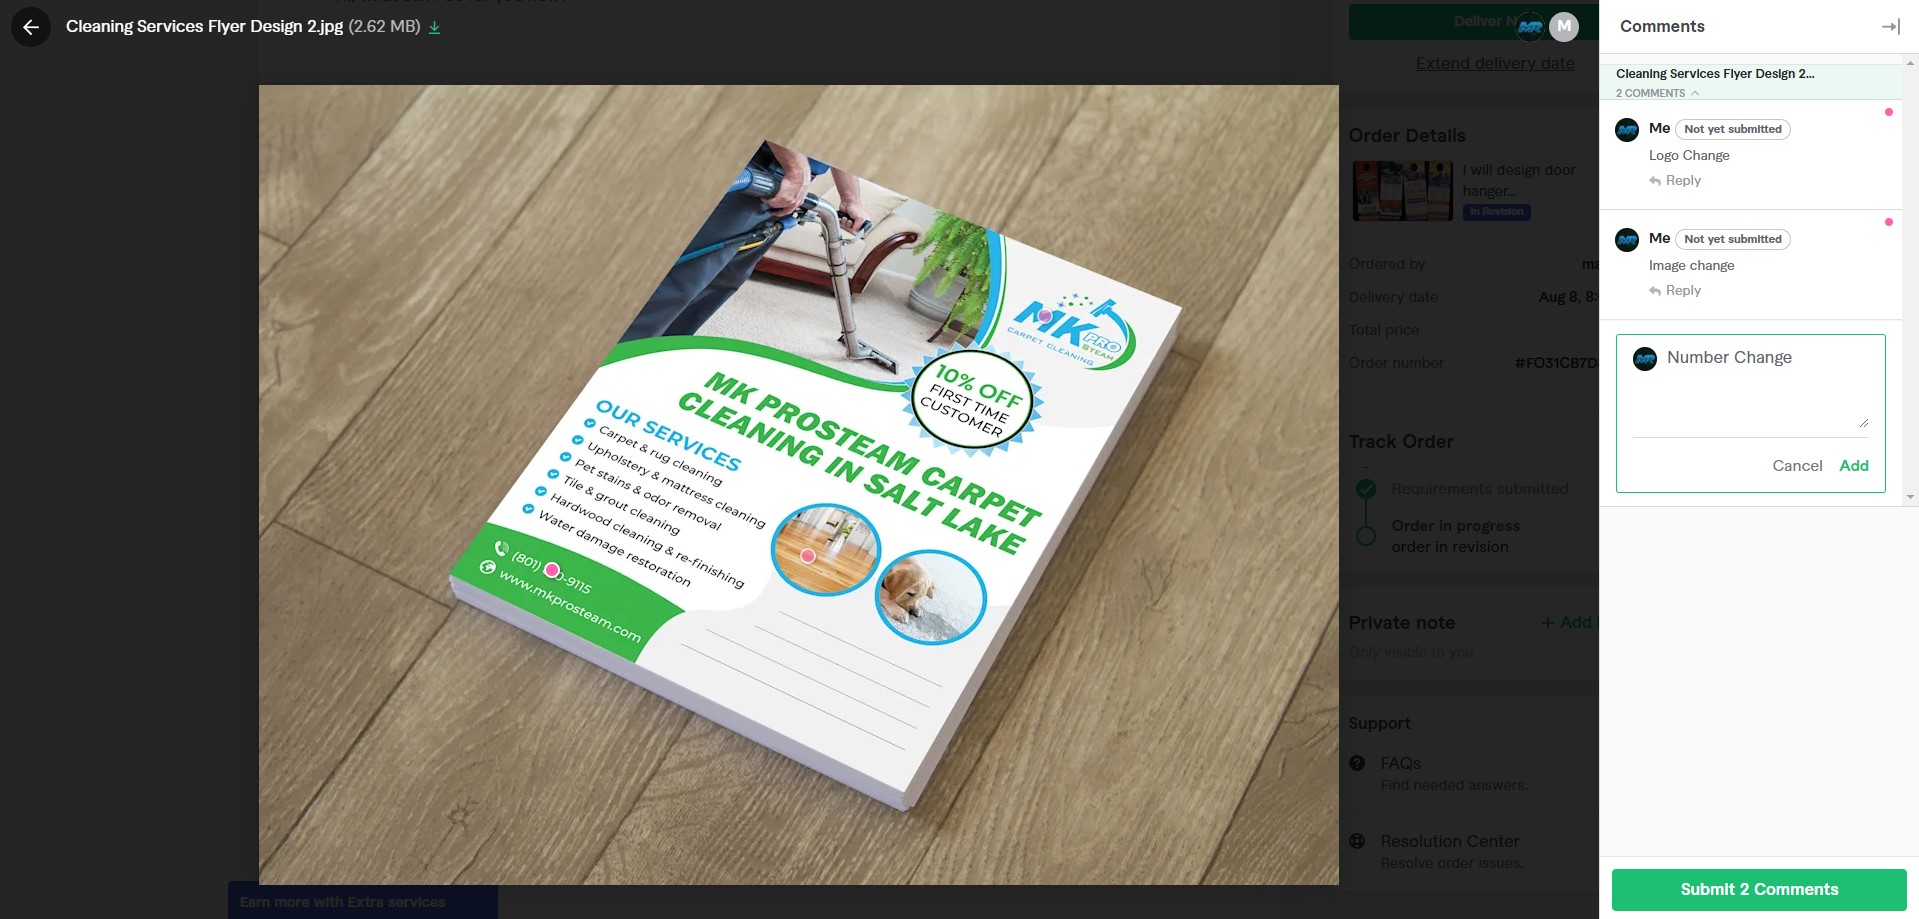 Cleaning Services Flyer Design 2.jpg (2.62 MB)
Deliver N
M
Extend delivery date
Order Details
I will design door
hanger...
In Revision
Ordered by
Delivery date Aug 8, 8:
Total price
Order number #FO31CB7D
Track Order
Requirements submitted
Order in progress
order in revision
Private note + Add
Only visible to you
Support
FAQs
Find needed answers.
Resolution Center
Resolve order issues.
Earn more with Extra services
MK PRO
STEAM
CARPET CLEANING
10% OFF
FIRST TIME
CUSTOMER
MK PROSTEAM CARPET
CLEANING IN SALT LAKE
OUR SERVICES
Carpet & rug cleaning
Upholstery & mattress cleaning
Pet stains & odor removal
Tile & grout cleaning
Hardwood cleaning & re-finishing
Water damage restoration
(801) 0-9115
www.mkprosteam.com
Comments
Cleaning Services Flyer Design 2...
2 COMMENTS
MR
Me Not yet submitted
Logo Change
Reply
MR
Me Not yet submitted
Image change
Reply
MR
Number Change
Cancel Add
Submit 2 Comments